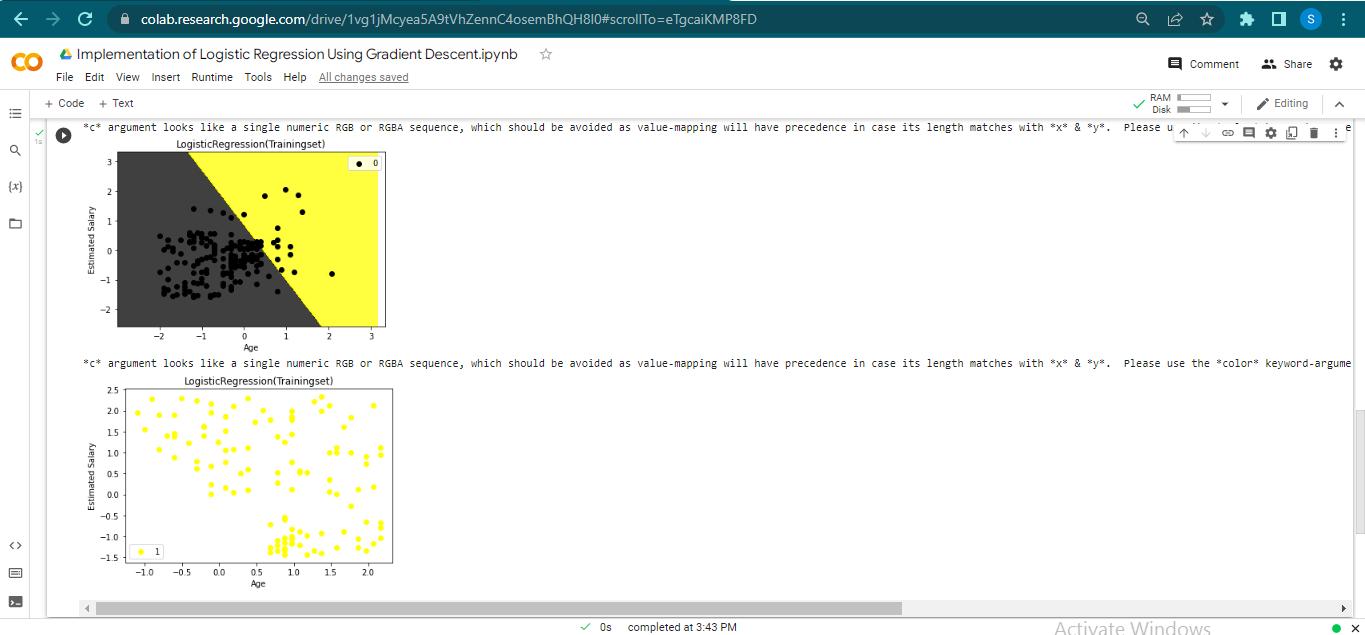 colab.research.google.com/drive/1vg1jMcyea5A9tVhZennC4osemBhQH8I0#scrollTo=eTgcaiKMP8FD
S
CO
Implementation of Logistic Regression Using Gradient Descent.ipynb
File Edit View Insert Runtime Tools Help All changes saved
Comment Share
+ Code + Text
RAM
Disk
Editing
{x}
1s
*c* argument looks like a single numeric RGB or RGBA sequence, which should be avoided as value-mapping will have precedence in case its length matches with *x* & *y*. Please
LogisticRegression(Trainingset)
0
3
2
1
0
−1
−2
Estimated Salary
−2 −1 0 1 2 3
Age
*c* argument looks like a single numeric RGB or RGBA sequence, which should be avoided as value-mapping will have precedence in case its length matches with *x* & *y*. Please use the *color* keyword-argume
LogisticRegression(Trainingset)
2.5
2.0
1.5
1.0
0.5
0.0
−0.5
−1.0
−1.5
Estimated Salary
1
−1.0 −0.5 0.0 0.5 1.0 1.5 2.0
Age
0s completed at 3:43 PM
Activate Windows